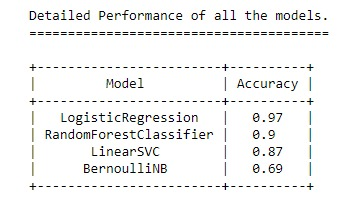 Detailed Performance of all the models.
=======================================
+------------------------+----------+
| Model | Accuracy |
+------------------------+----------+
| LogisticRegression | 0.97 |
| RandomForestClassifier | 0.9 |
| LinearSVC | 0.87 |
| BernoulliNB | 0.69 |
+------------------------+----------+